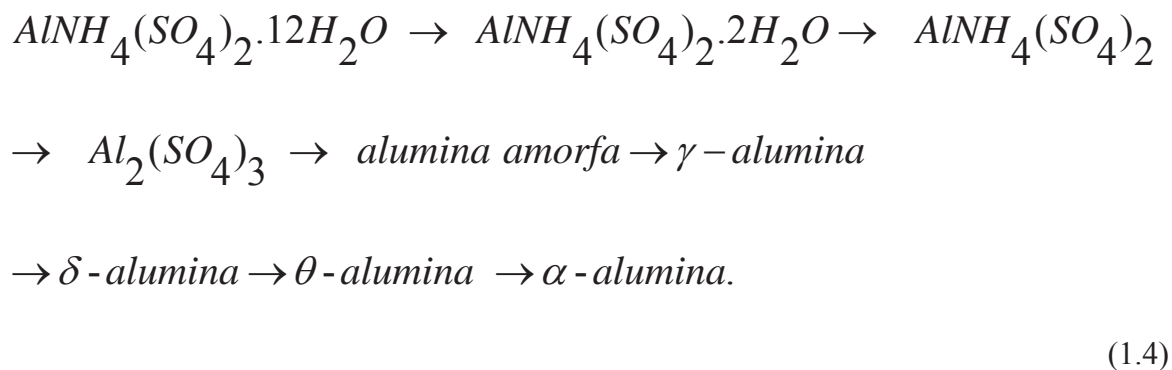 AlNH₄(SO₄)₂.12H₂O → AlNH₄(SO₄)₂.2H₂O → AlNH₄(SO₄)₂
→ Al₂(SO₄)₃ → alumina amorfa → γ – alumina
→ δ - alumina → θ - alumina → α - alumina.
(1.4)